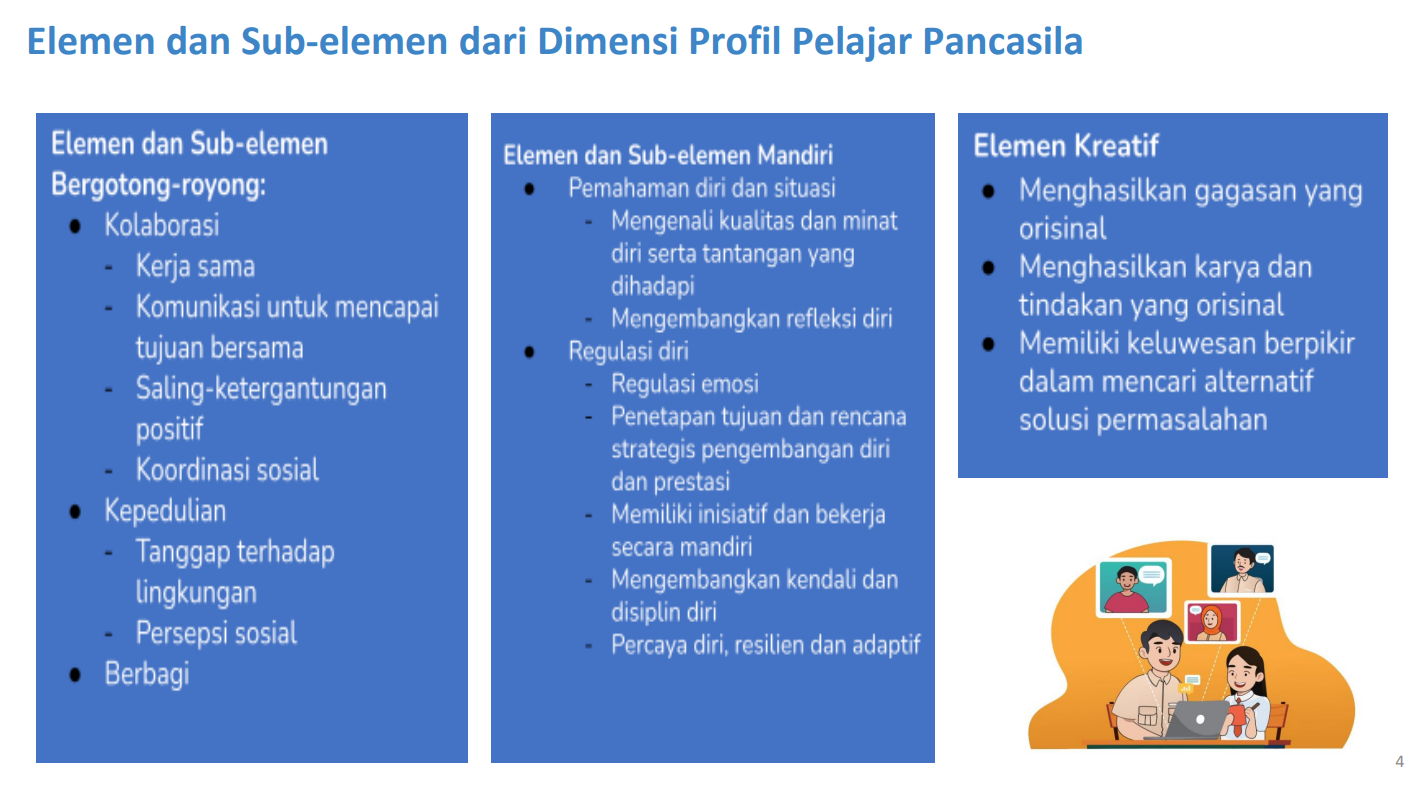 Elemen dan Sub-elemen dari Dimensi Profil Pelajar Pancasila
Elemen dan Sub-elemen
Bergotong-royong:
● Kolaborasi
- Kerja sama
- Komunikasi untuk mencapai
tujuan bersama
- Saling-ketergantungan
positif
- Koordinasi sosial
● Kepedulian
- Tanggap terhadap
lingkungan
- Persepsi sosial
● Berbagi
Elemen dan Sub-elemen Mandiri
● Pemahaman diri dan situasi
- Mengenali kualitas dan minat
diri serta tantangan yang
dihadapi
- Mengembangkan refleksi diri
● Regulasi diri
- Regulasi emosi
- Penetapan tujuan dan rencana
strategis pengembangan diri
dan prestasi
- Memiliki inisiatif dan bekerja
secara mandiri
- Mengembangkan kendali dan
disiplin diri
- Percaya diri, resilien dan adaptif
Elemen Kreatif
● Menghasilkan gagasan yang
orisinal
● Menghasilkan karya dan
tindakan yang orisinal
● Memiliki keluwesan berpikir
dalam mencari alternatif
solusi permasalahan
4